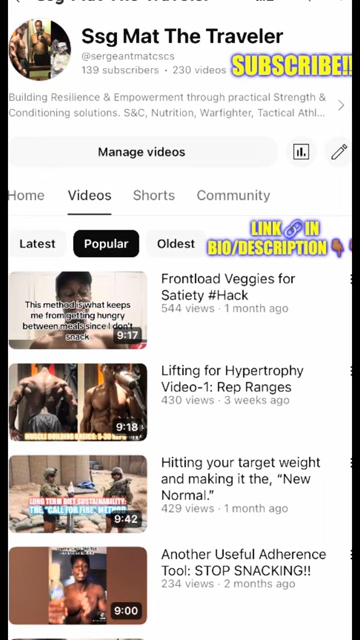 Ssg Mat The Traveler
@sergeantmatcscs
139 subscribers • 230 videos
SUBSCRIBE!!
Building Resilience & Empowerment through practical Strength &
Conditioning solutions. S&C, Nutrition, Warfighter, Tactical Athl...
Manage videos
Home Videos Shorts Community
LINK🔗IN
BIO/DESCRIPTION👇🏾
Latest Popular Oldest
This method is what keeps
me from getting hungry
between meals since I don't
snack
9:17
Frontload Veggies for
Satiety #Hack
544 views · 1 month ago
9:18
Lifting for Hypertrophy
Video-1: Rep Ranges
430 views · 3 weeks ago
LONG TERM DIET SUSTAINABILITY:
THE "CALL FOR FIRE" METHOD
9:42
Hitting your target weight
and making it the, “New
Normal.”
429 views · 1 month ago
9:00
Another Useful Adherence
Tool: STOP SNACKING!!
234 views · 2 months ago